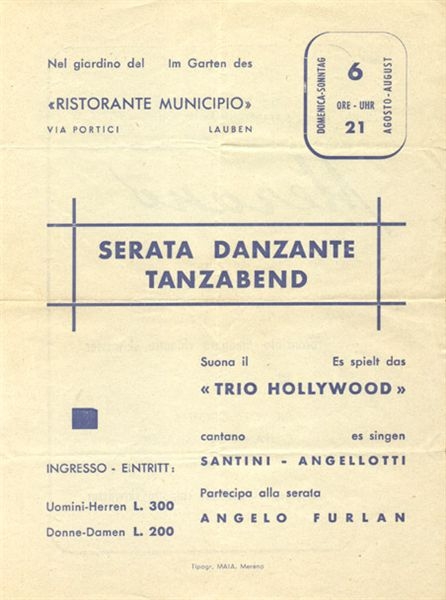 Nel giardino del Im Garten des
«RISTORANTE MUNICIPIO»
VIA PORTICI LAUBEN
DOMENICA-SONNTAG
6
ORE - UHR
21
AGOSTO-AUGUST
SERATA DANZANTE
TANZABEND
Suona il Es spielt das
« TRIO HOLLYWOOD »
cantano es singen
SANTINI - ANGELLOTTI
Partecipa alla serata
ANGELO FURLAN
INGRESSO - EINTRITT:
Uomini-Herren L. 300
Donne-Damen L. 200
Tipogr. MAIA, Merano